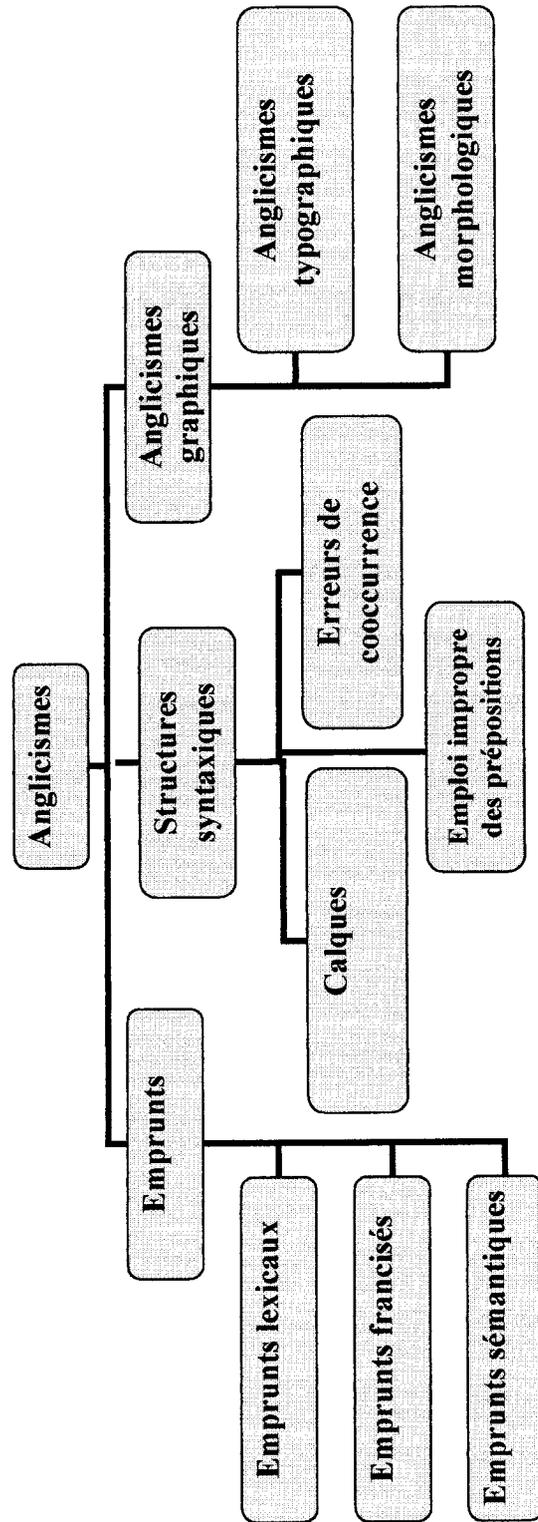 Anglicismes
Emprunts
Emprunts lexicaux
Emprunts francisés
Emprunts sémantiques
Structures
syntaxiques
Calques
Emploi impropre
des prépositions
Erreurs de
cooccurrence
Anglicismes
graphiques
Anglicismes
typographiques
Anglicismes
morphologiques